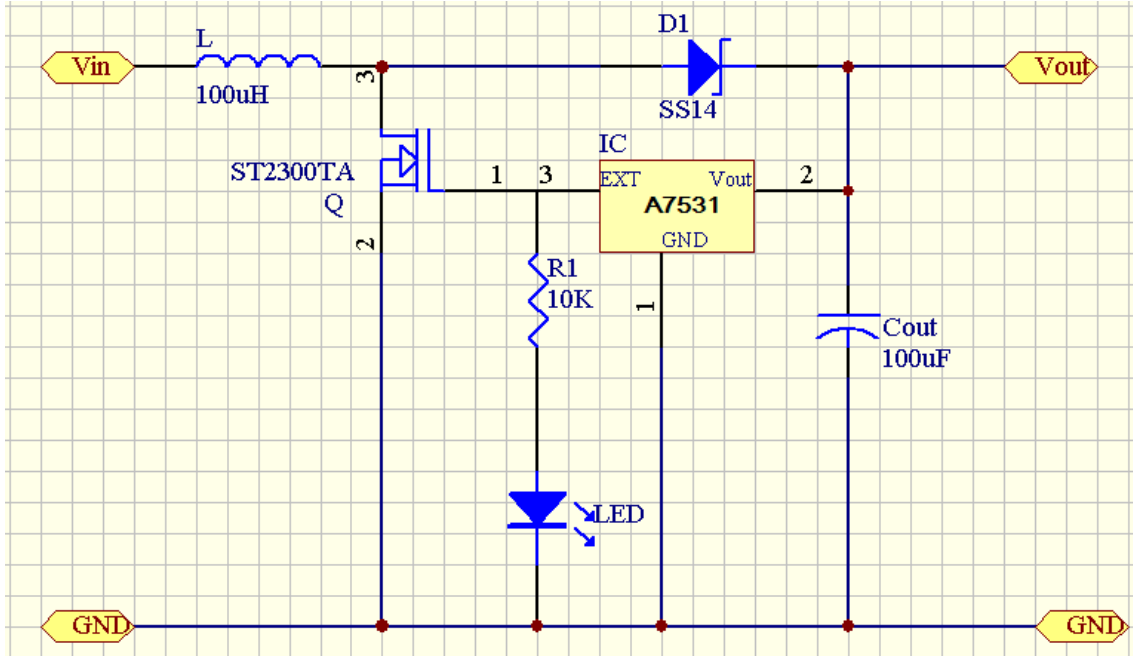 L
D1
Vin
3
Vout
100uH
SS14
IC
ST2300TA
1
3
EXT
Vout
2
Q
A7531
GND
2
R1
10K
1
Cout
100uF
LED
GND
GND